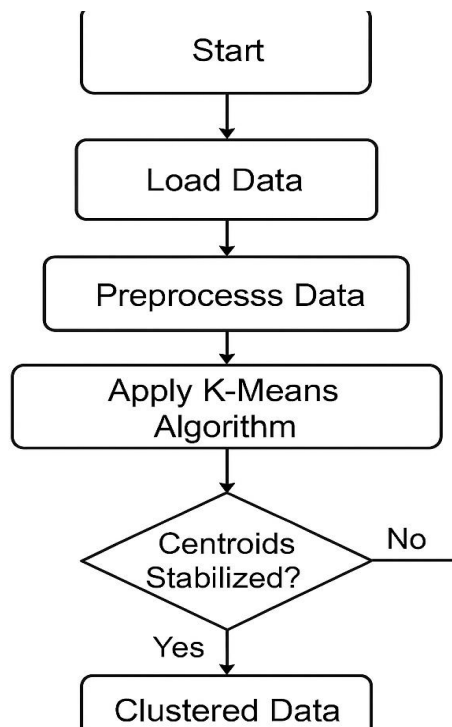 Start
Load Data
Preprocesss Data
Apply K-Means
Algorithm
Centroids
Stabilized?
No
Yes
Clustered Data